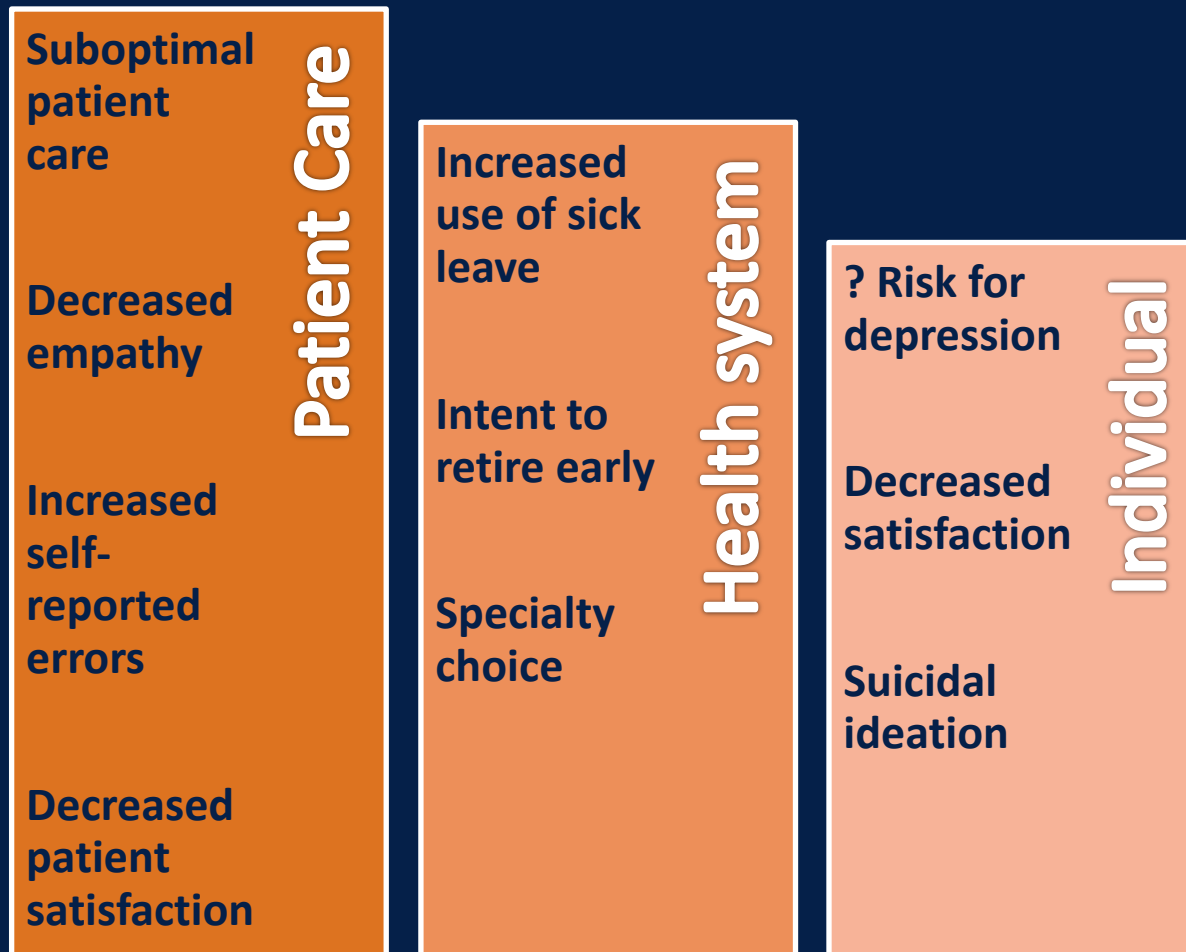 Patient Care
Suboptimal
patient
care
Decreased
empathy
Increased
self-
reported
errors
Decreased
patient
satisfaction
Health system
Increased
use of sick
leave
Intent to
retire early
Specialty
choice
Individual
? Risk for
depression
Decreased
satisfaction
Suicidal
ideation